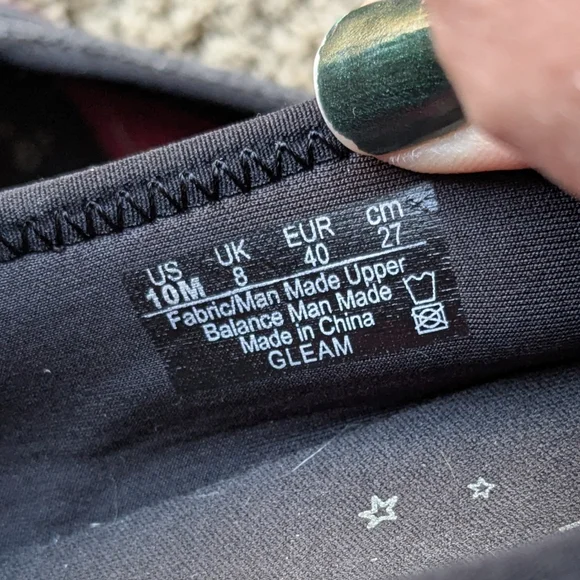 US UK EUR cm
10M 8 40 27
Fabric/Man Made Upper
Balance Man Made
Made in China
GLEAM